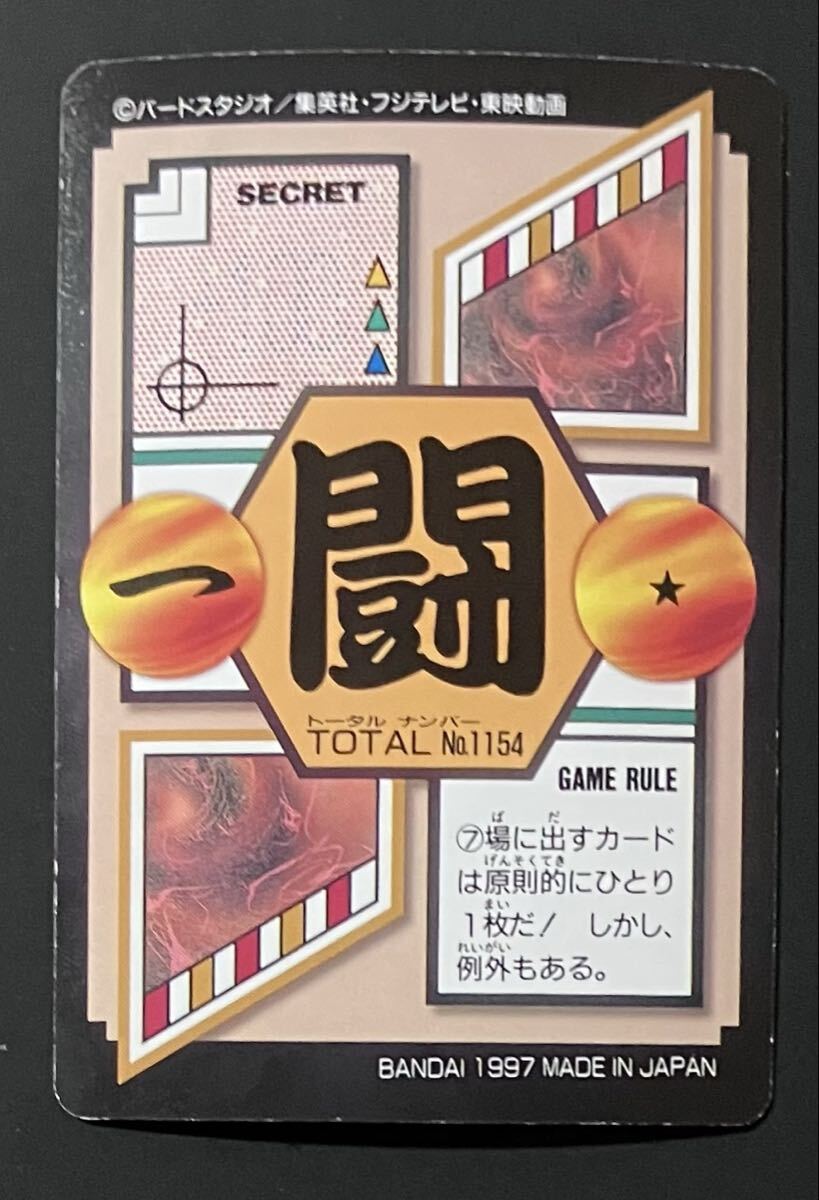 ©バードスタジオ／集英社・フジテレビ・東映動画
SECRET
闘
一
★
トータル ナンバー
TOTAL No.1154
GAME RULE
ば だ
⑦場に出すカード
げんそくてき
は原則的にひとり
まい
1枚だ！ しかし、
れいがい
例外もある。
BANDAI 1997 MADE IN JAPAN